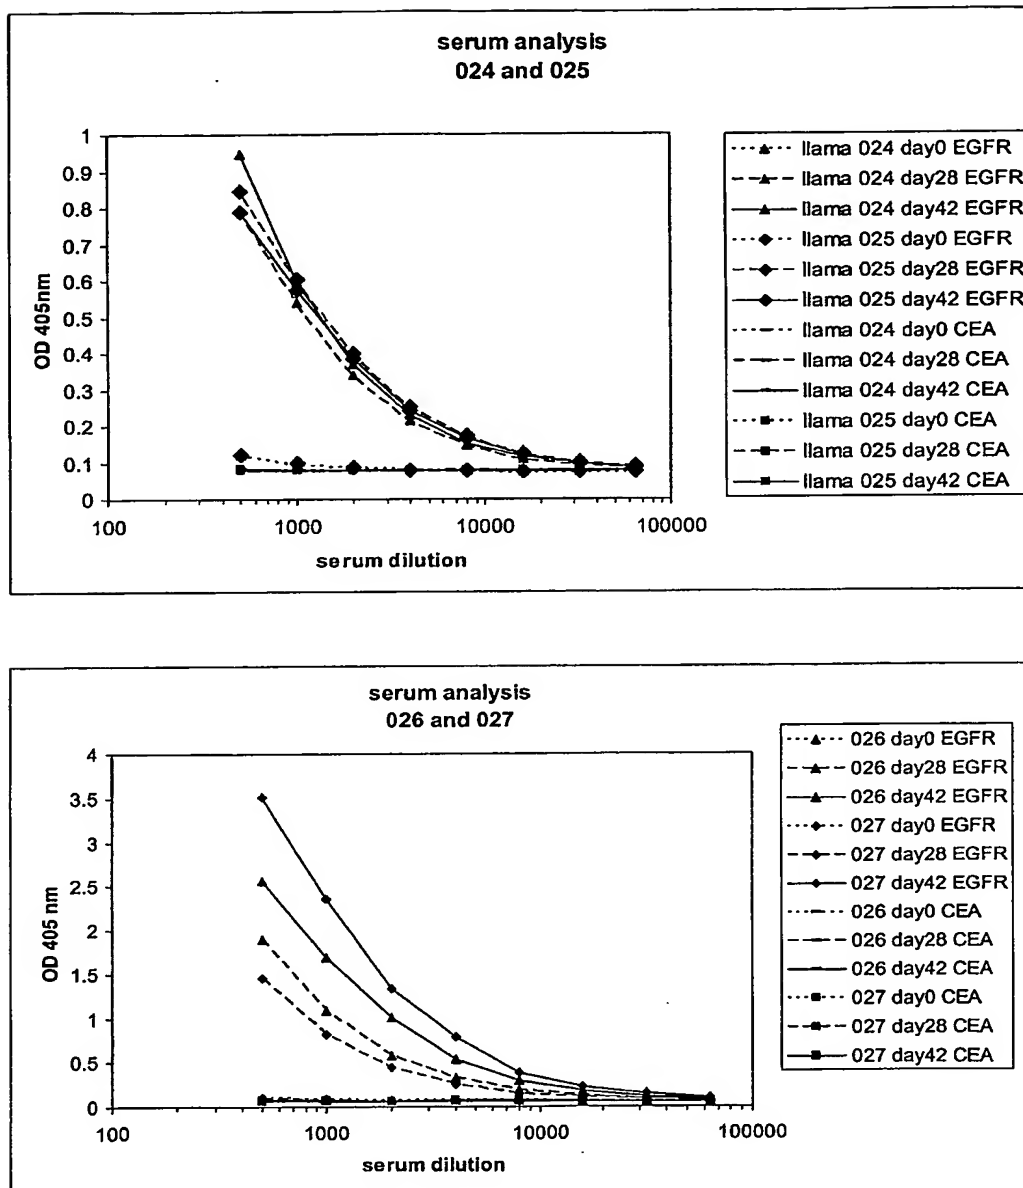 serum analysis
024 and 025
1
0.9
0.8
0.7
0.6
0.5
0.4
0.3
0.2
0.1
0
OD 405nm
100
1000
10000
100000
serum dilution
llama 024 day0 EGFR
llama 024 day28 EGFR
llama 024 day42 EGFR
llama 025 day0 EGFR
llama 025 day28 EGFR
llama 025 day42 EGFR
llama 024 day0 CEA
llama 024 day28 CEA
llama 024 day42 CEA
llama 025 day0 CEA
llama 025 day28 CEA
llama 025 day42 CEA
serum analysis
026 and 027
4
3.5
3
2.5
2
1.5
1
0.5
0
OD 405 nm
100
1000
10000
100000
serum dilution
026 day0 EGFR
026 day28 EGFR
026 day42 EGFR
027 day0 EGFR
027 day28 EGFR
027 day42 EGFR
026 day0 CEA
026 day28 CEA
026 day42 CEA
027 day0 CEA
027 day28 CEA
027 day42 CEA